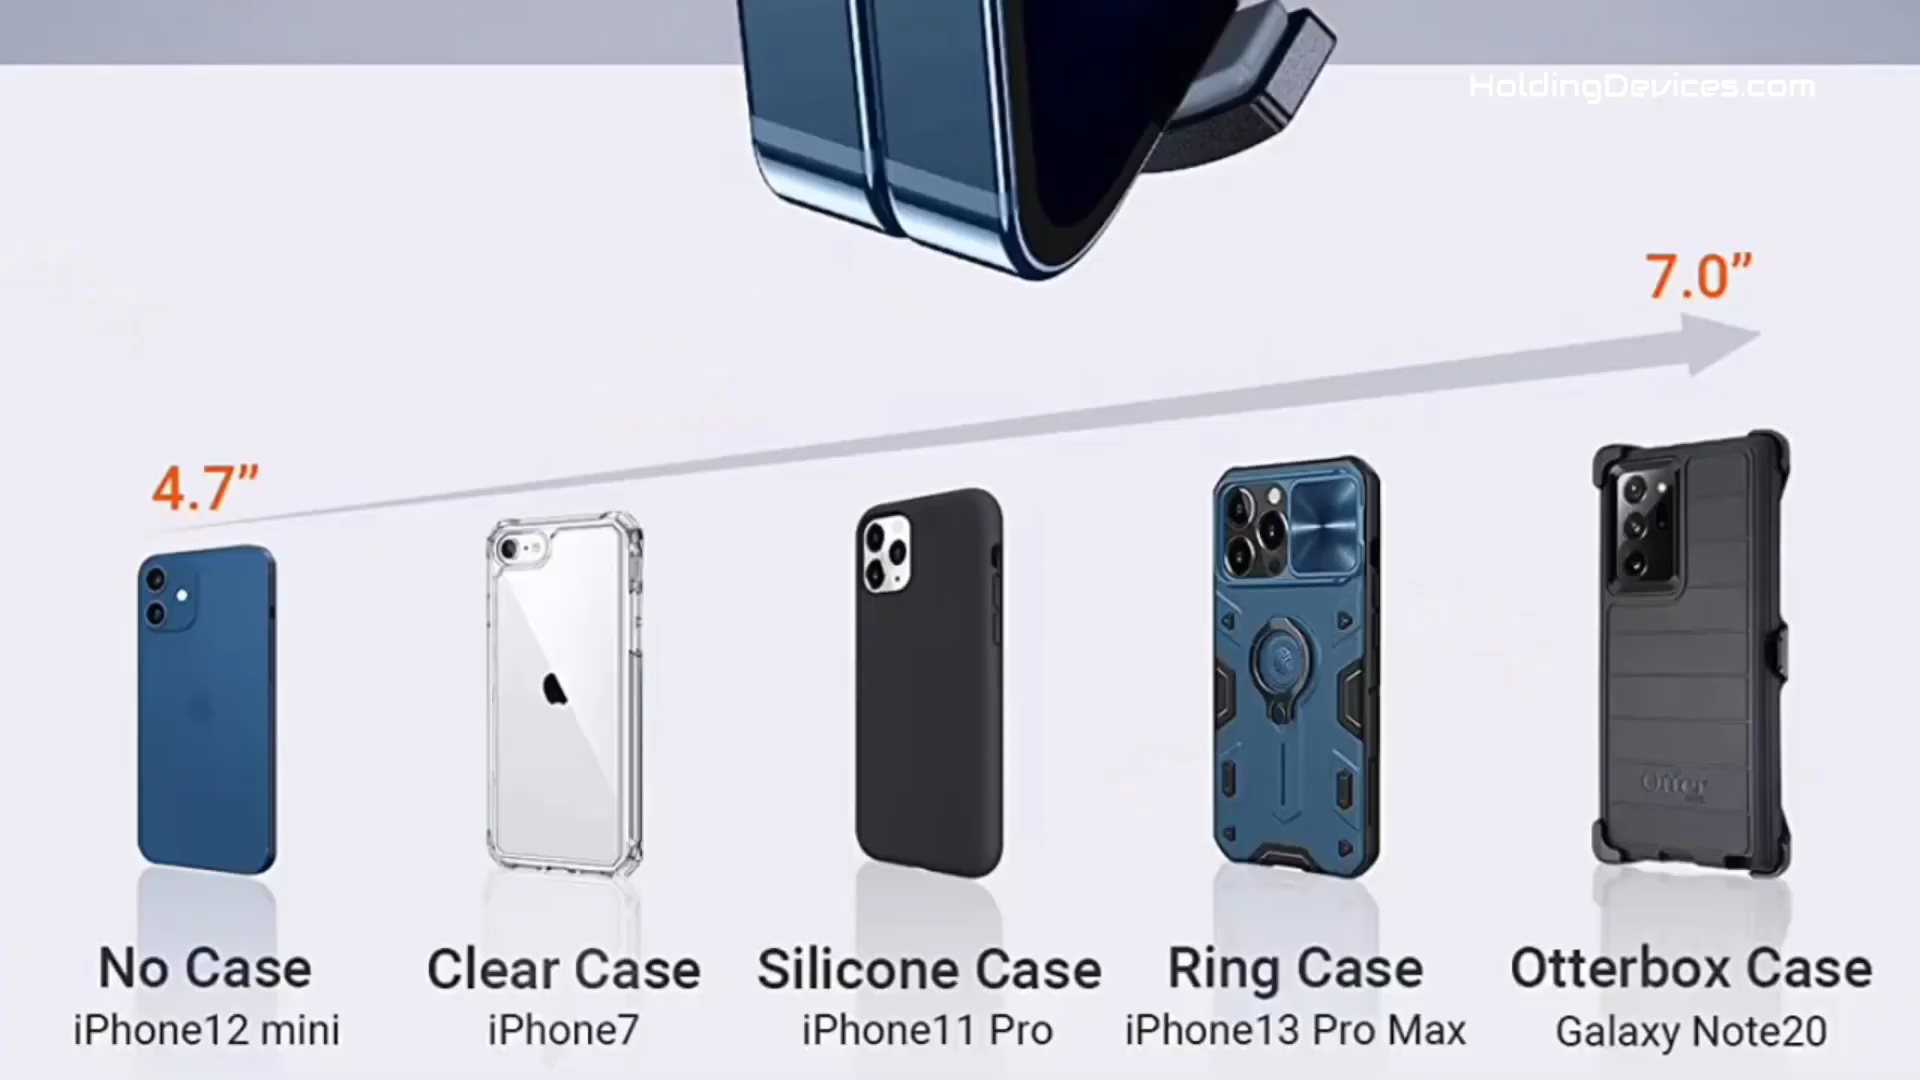 HoldingDevices.com
7.0”
4.7”
Otter
No Case
iPhone12 mini
Clear Case
iPhone7
Silicone Case
iPhone11 Pro
Ring Case
iPhone13 Pro Max
Otterbox Case
Galaxy Note20